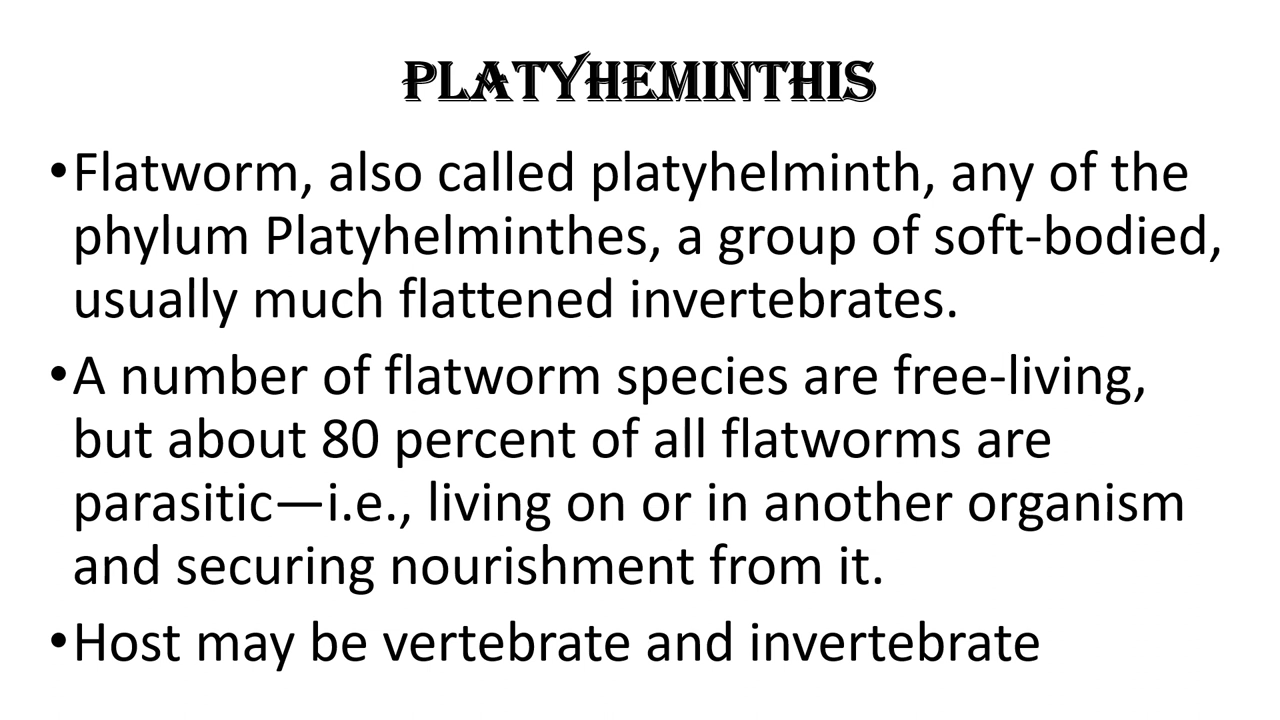 PLATYHEMINTHIS
•Flatworm, also called platyhelminth, any of the
phylum Platyhelminthes, a group of soft-bodied,
usually much flattened invertebrates.
•A number of flatworm species are free-living,
but about 80 percent of all flatworms are
parasitic—i.e., living on or in another organism
and securing nourishment from it.
•Host may be vertebrate and invertebrate